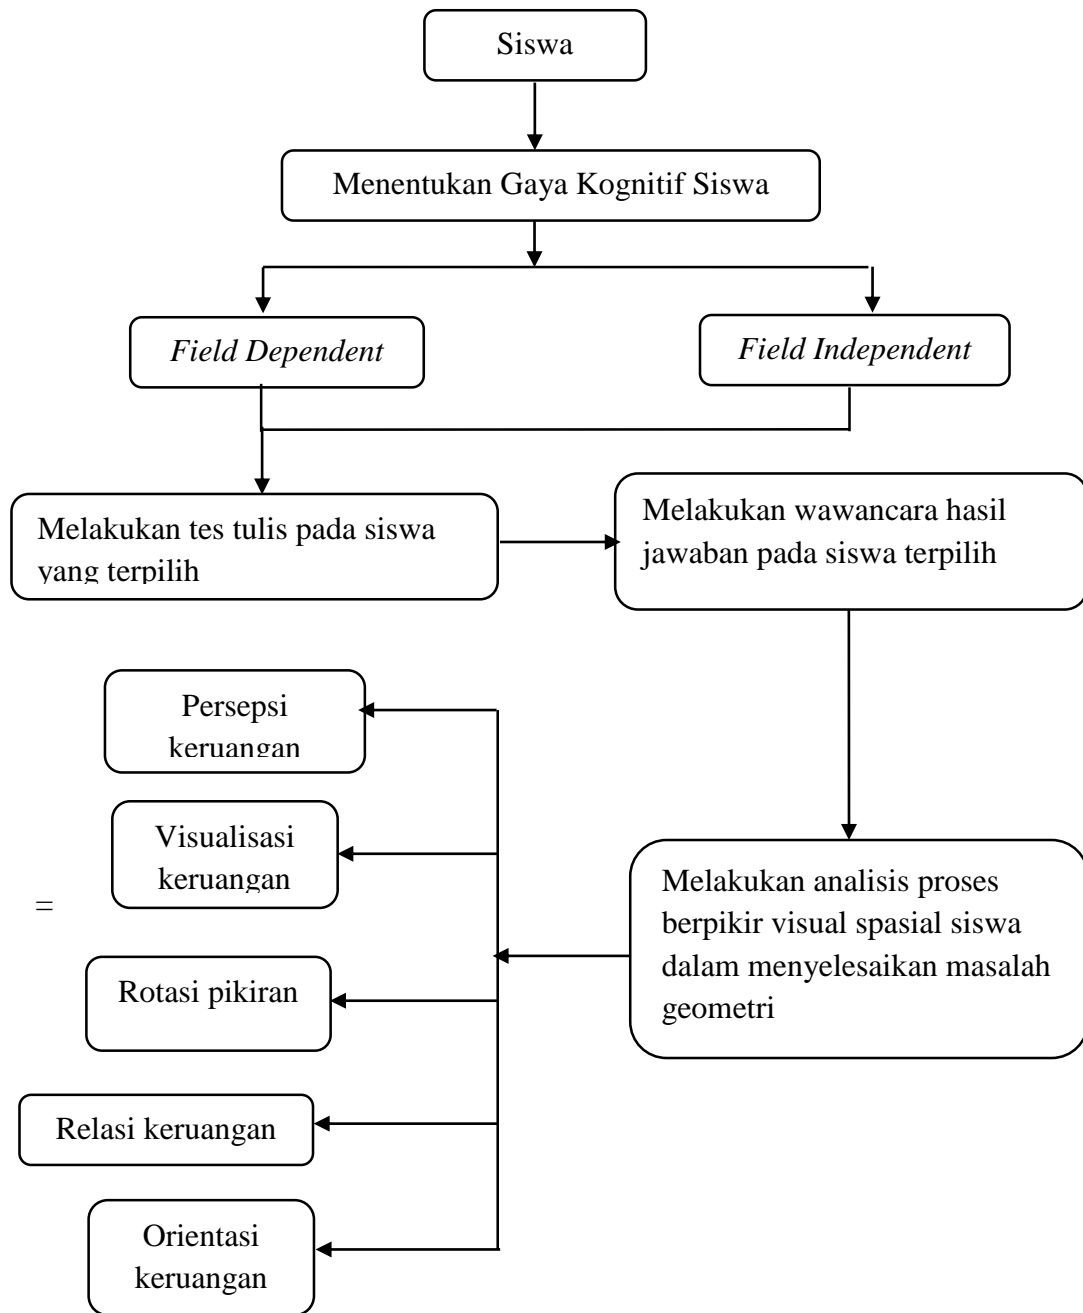 Siswa
Menentukan Gaya Kognitif Siswa
Field Dependent
Field Independent
Melakukan tes tulis pada siswa
yang terpilih
Melakukan wawancara hasil
jawaban pada siswa terpilih
Persepsi
keruangan
Visualisasi
keruangan
=
Rotasi pikiran
Relasi keruangan
Orientasi
keruangan
Melakukan analisis proses
berpikir visual spasial siswa
dalam menyelesaikan masalah
geometri